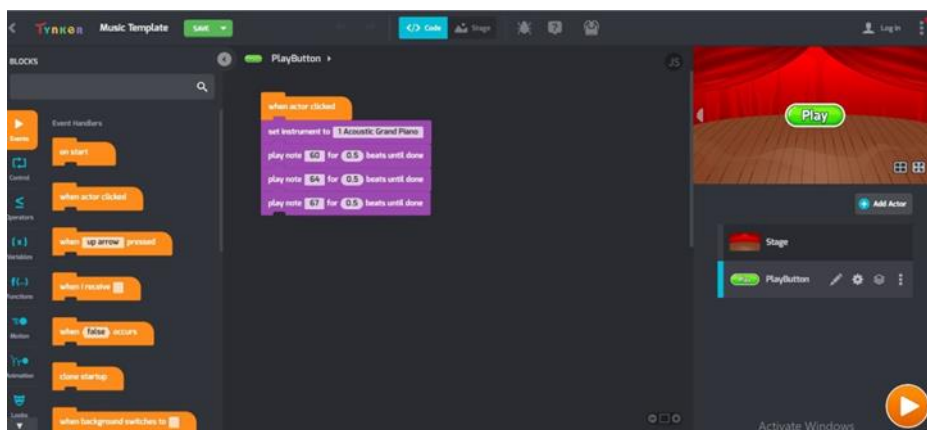 TYNKER Music Template SAVE Code Stage Log in
BLOCKS
PlayButton
JS
Event Handlers
Events
on start
Control
when actor clicked
Operators
when up arrow pressed
Variables
when I receive
Functions
when false occurs
Motion
clone startup
Animation
when background switches to
Looks
when actor clicked
set instrument to 1 Acoustic Grand Piano
play note 60 for 0.5 beats until done
play note 64 for 0.5 beats until done
play note 67 for 0.5 beats until done
Play
Add Actor
Stage
Play PlayButton
Activate Windows